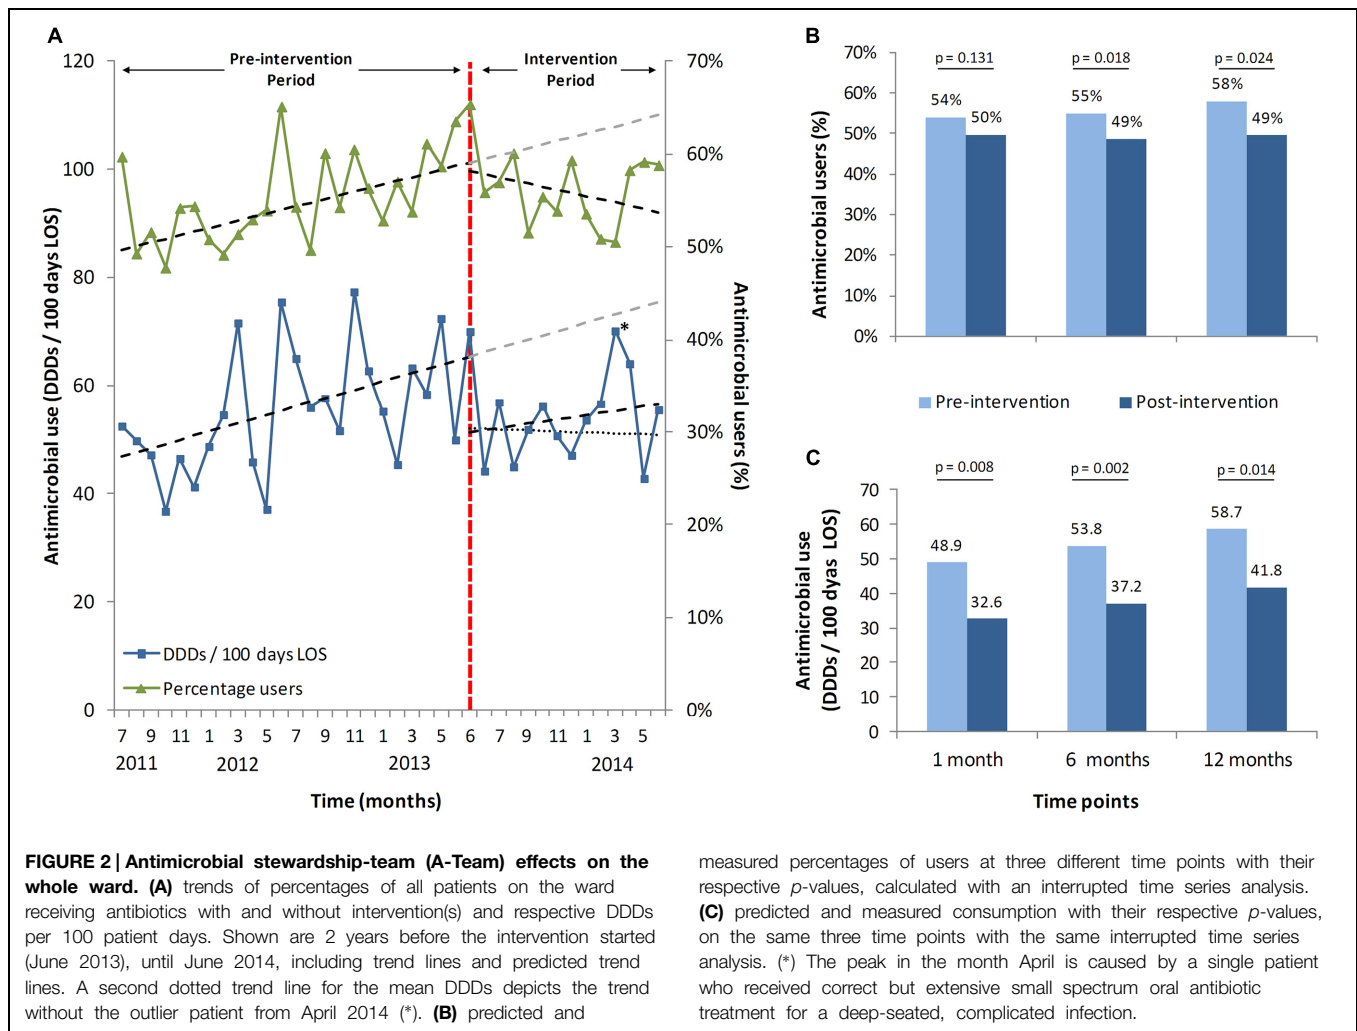 A
120
100
80
60
40
20
0
Antimicrobial use (DDDs / 100 days LOS)
Pre-intervention
Period
Intervention
Period
70%
60%
50%
40%
30%
20%
10%
0%
Antimicrobial users (%)
*
DDDs / 100 days LOS
Percentage users
7 9 11 1 3 5 7 9 11 1 3 5 6 9 11 1 3 5
2011 2012 2013 2014
Time (months)
B
70%
60%
50%
40%
30%
20%
10%
0%
Antimicrobial users (%)
p = 0.131 p = 0.018 p = 0.024
54% 50% 55% 49% 58% 49%
Pre-intervention Post-intervention
C
70
60
50
40
30
20
10
0
Antimicrobial use
(DDDs / 100 dyas LOS)
p = 0.008 p = 0.002 p = 0.014
48.9 32.6 53.8 37.2 58.7 41.8
1 month 6 months 12 months
Time points
FIGURE 2 | Antimicrobial stewardship-team (A-Team) effects on the
whole ward. (A) trends of percentages of all patients on the ward
receiving antibiotics with and without intervention(s) and respective DDDs
per 100 patient days. Shown are 2 years before the intervention started
(June 2013), until June 2014, including trend lines and predicted trend
lines. A second dotted trend line for the mean DDDs depicts the trend
without the outlier patient from April 2014 (*). (B) predicted and
measured percentages of users at three different time points with their
respective p-values, calculated with an interrupted time series analysis.
(C) predicted and measured consumption with their respective p-values,
on the same three time points with the same interrupted time series
analysis. (*) The peak in the month April is caused by a single patient
who received correct but extensive small spectrum oral antibiotic
treatment for a deep-seated, complicated infection.